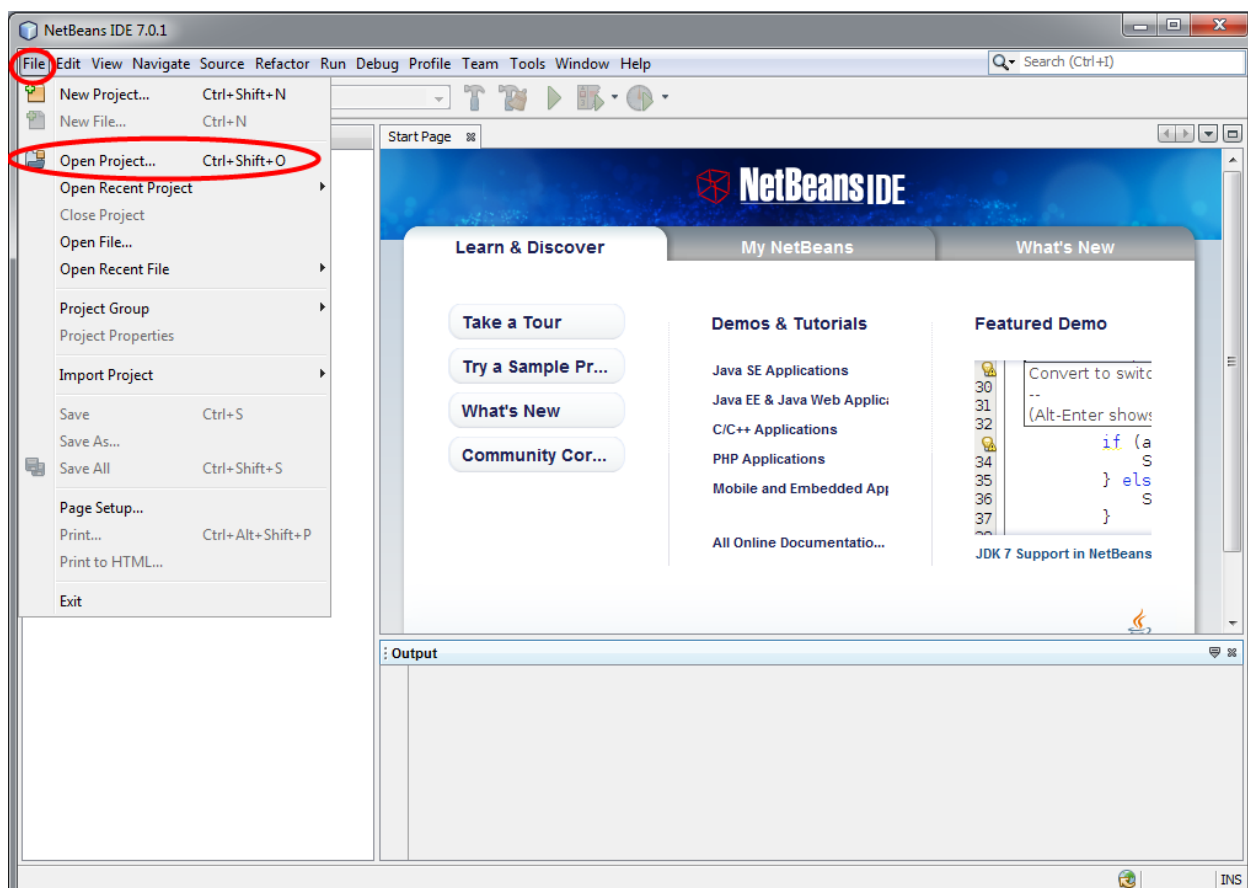 NetBeans IDE 7.0.1
File Edit View Navigate Source Refactor Run Debug Profile Team Tools Window Help
Search (Ctrl+I)
New Project... Ctrl+Shift+N
New File... Ctrl+N
Open Project... Ctrl+Shift+O
Open Recent Project
Close Project
Open File...
Open Recent File
Project Group
Project Properties
Import Project
Save Ctrl+S
Save As...
Save All Ctrl+Shift+S
Page Setup...
Print... Ctrl+Alt+Shift+P
Print to HTML...
Exit
Start Page
NetBeans IDE
Learn & Discover My NetBeans What's New
Take a Tour
Try a Sample Pr...
What's New
Community Cor...
Demos & Tutorials
Java SE Applications
Java EE & Java Web Applica
C/C++ Applications
PHP Applications
Mobile and Embedded App
All Online Documentatio...
Featured Demo
Convert to switc
30 --
31 (Alt-Enter shows
32
if (a
34 S
35 } els
36 S
37 }
JDK 7 Support in NetBeans
Output
INS